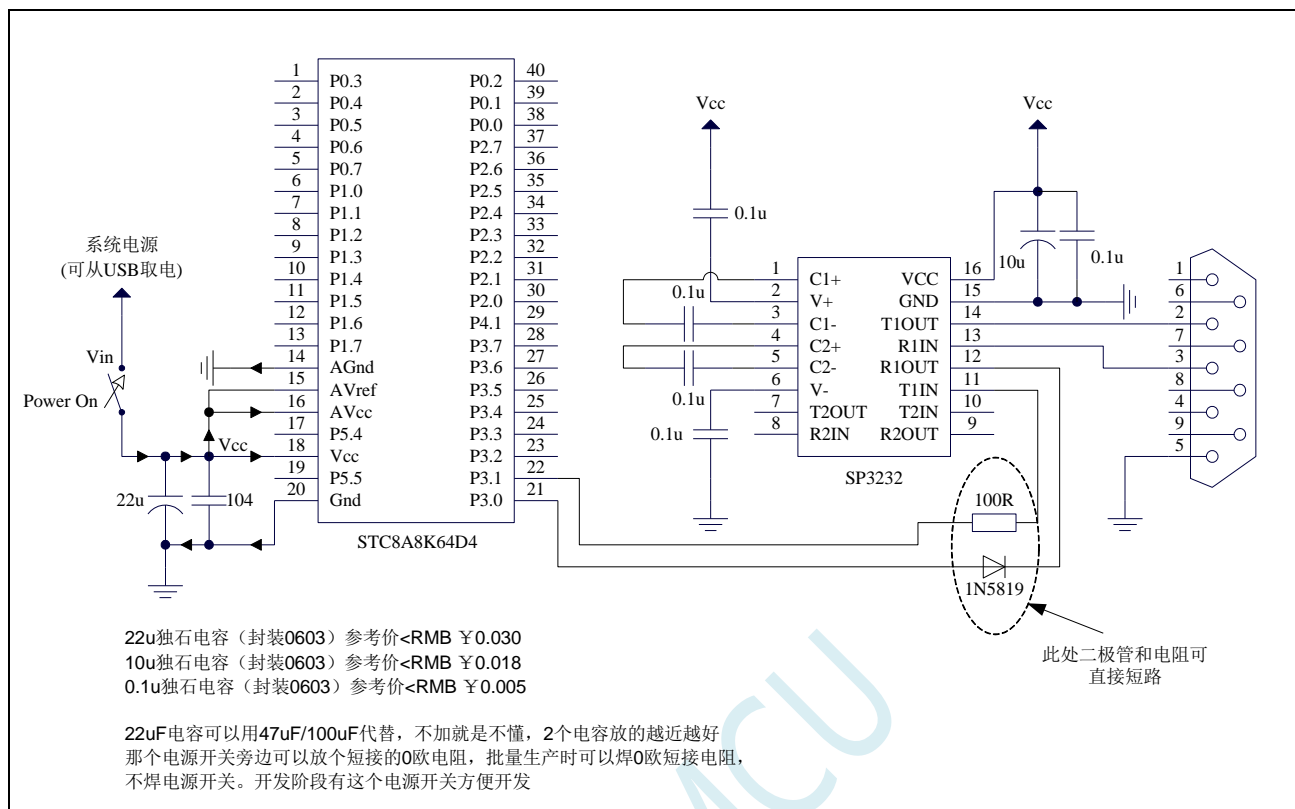 1 P0.3 P0.2 40
2 P0.4 P0.1 39
3 P0.5 P0.0 38
4 P0.6 P2.7 37
5 P0.7 P2.6 36
6 P1.0 P2.5 35
7 P1.1 P2.4 34
8 P1.2 P2.3 33
9 P1.3 P2.2 32
10 P1.4 P2.1 31
11 P1.5 P2.0 30
12 P1.6 P4.1 29
13 P1.7 P3.7 28
14 AGnd P3.6 27
15 AVref P3.5 26
16 AVcc P3.4 25
17 P5.4 P3.3 24
18 Vcc P3.2 23
19 P5.5 P3.1 22
20 Gnd P3.0 21
STC8A8K64D4
系统电源
(可从USB取电)
Vin
Power On
Vcc
22u
104
Vcc
0.1u
0.1u
0.1u
0.1u
1 C1+ VCC 16
2 V+ GND 15
3 C1- T1OUT 14
4 C2+ R1IN 13
5 C2- R1OUT 12
6 V- T1IN 11
7 T2OUT T2IN 10
8 R2IN R2OUT 9
SP3232
Vcc
10u
0.1u
1
6
2
7
3
8
4
9
5
100R
1N5819
此处二极管和电阻可
直接短路
22u独石电容（封装0603）参考价<RMB ￥0.030
10u独石电容（封装0603）参考价<RMB ￥0.018
0.1u独石电容（封装0603）参考价<RMB ￥0.005
22uF电容可以用47uF/100uF代替，不加就是不懂，2个电容放的越近越好
那个电源开关旁边可以放个短接的0欧电阻，批量生产时可以焊0欧短接电阻，
不焊电源开关。开发阶段有这个电源开关方便开发
MCU